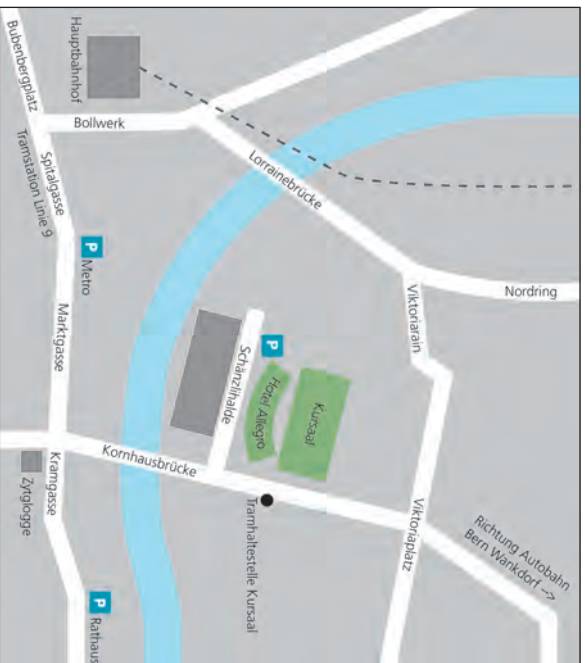 Hauptbahnhof
Bubenbergplatz
Bollwerk
Lorrainebrücke
Nordring
Spitalgasse
Tramstation Linie 9
P
Metro
Marktgasse
Viktoriarain
P
Schänzlihalde
Hotel Allegro
Kursaal
Kornhausbrücke
Kramgasse
Zytglogge
Tramhaltestelle Kursaal
Viktoriaplatz
Richtung Autobahn
Bern Wankdorf -->
P
Rathaus